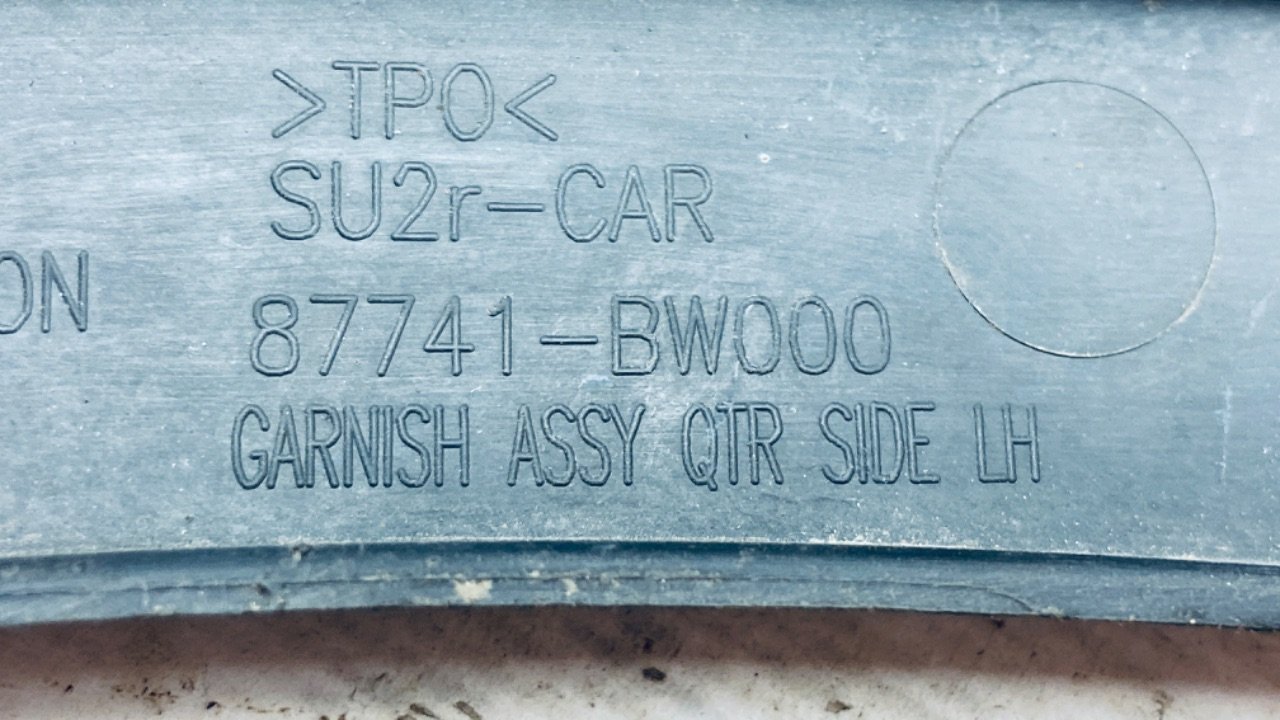 >TPO<
SU2r-CAR
ON
87741-BW000
GARNISH ASSY QTR SIDE LH